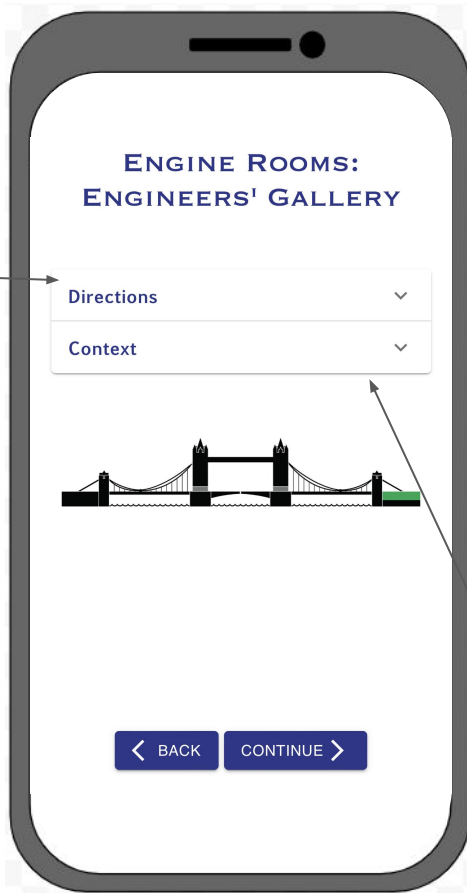 ENGINE ROOMS:
ENGINEERS' GALLERY
Directions
Context
BACK
CONTINUE